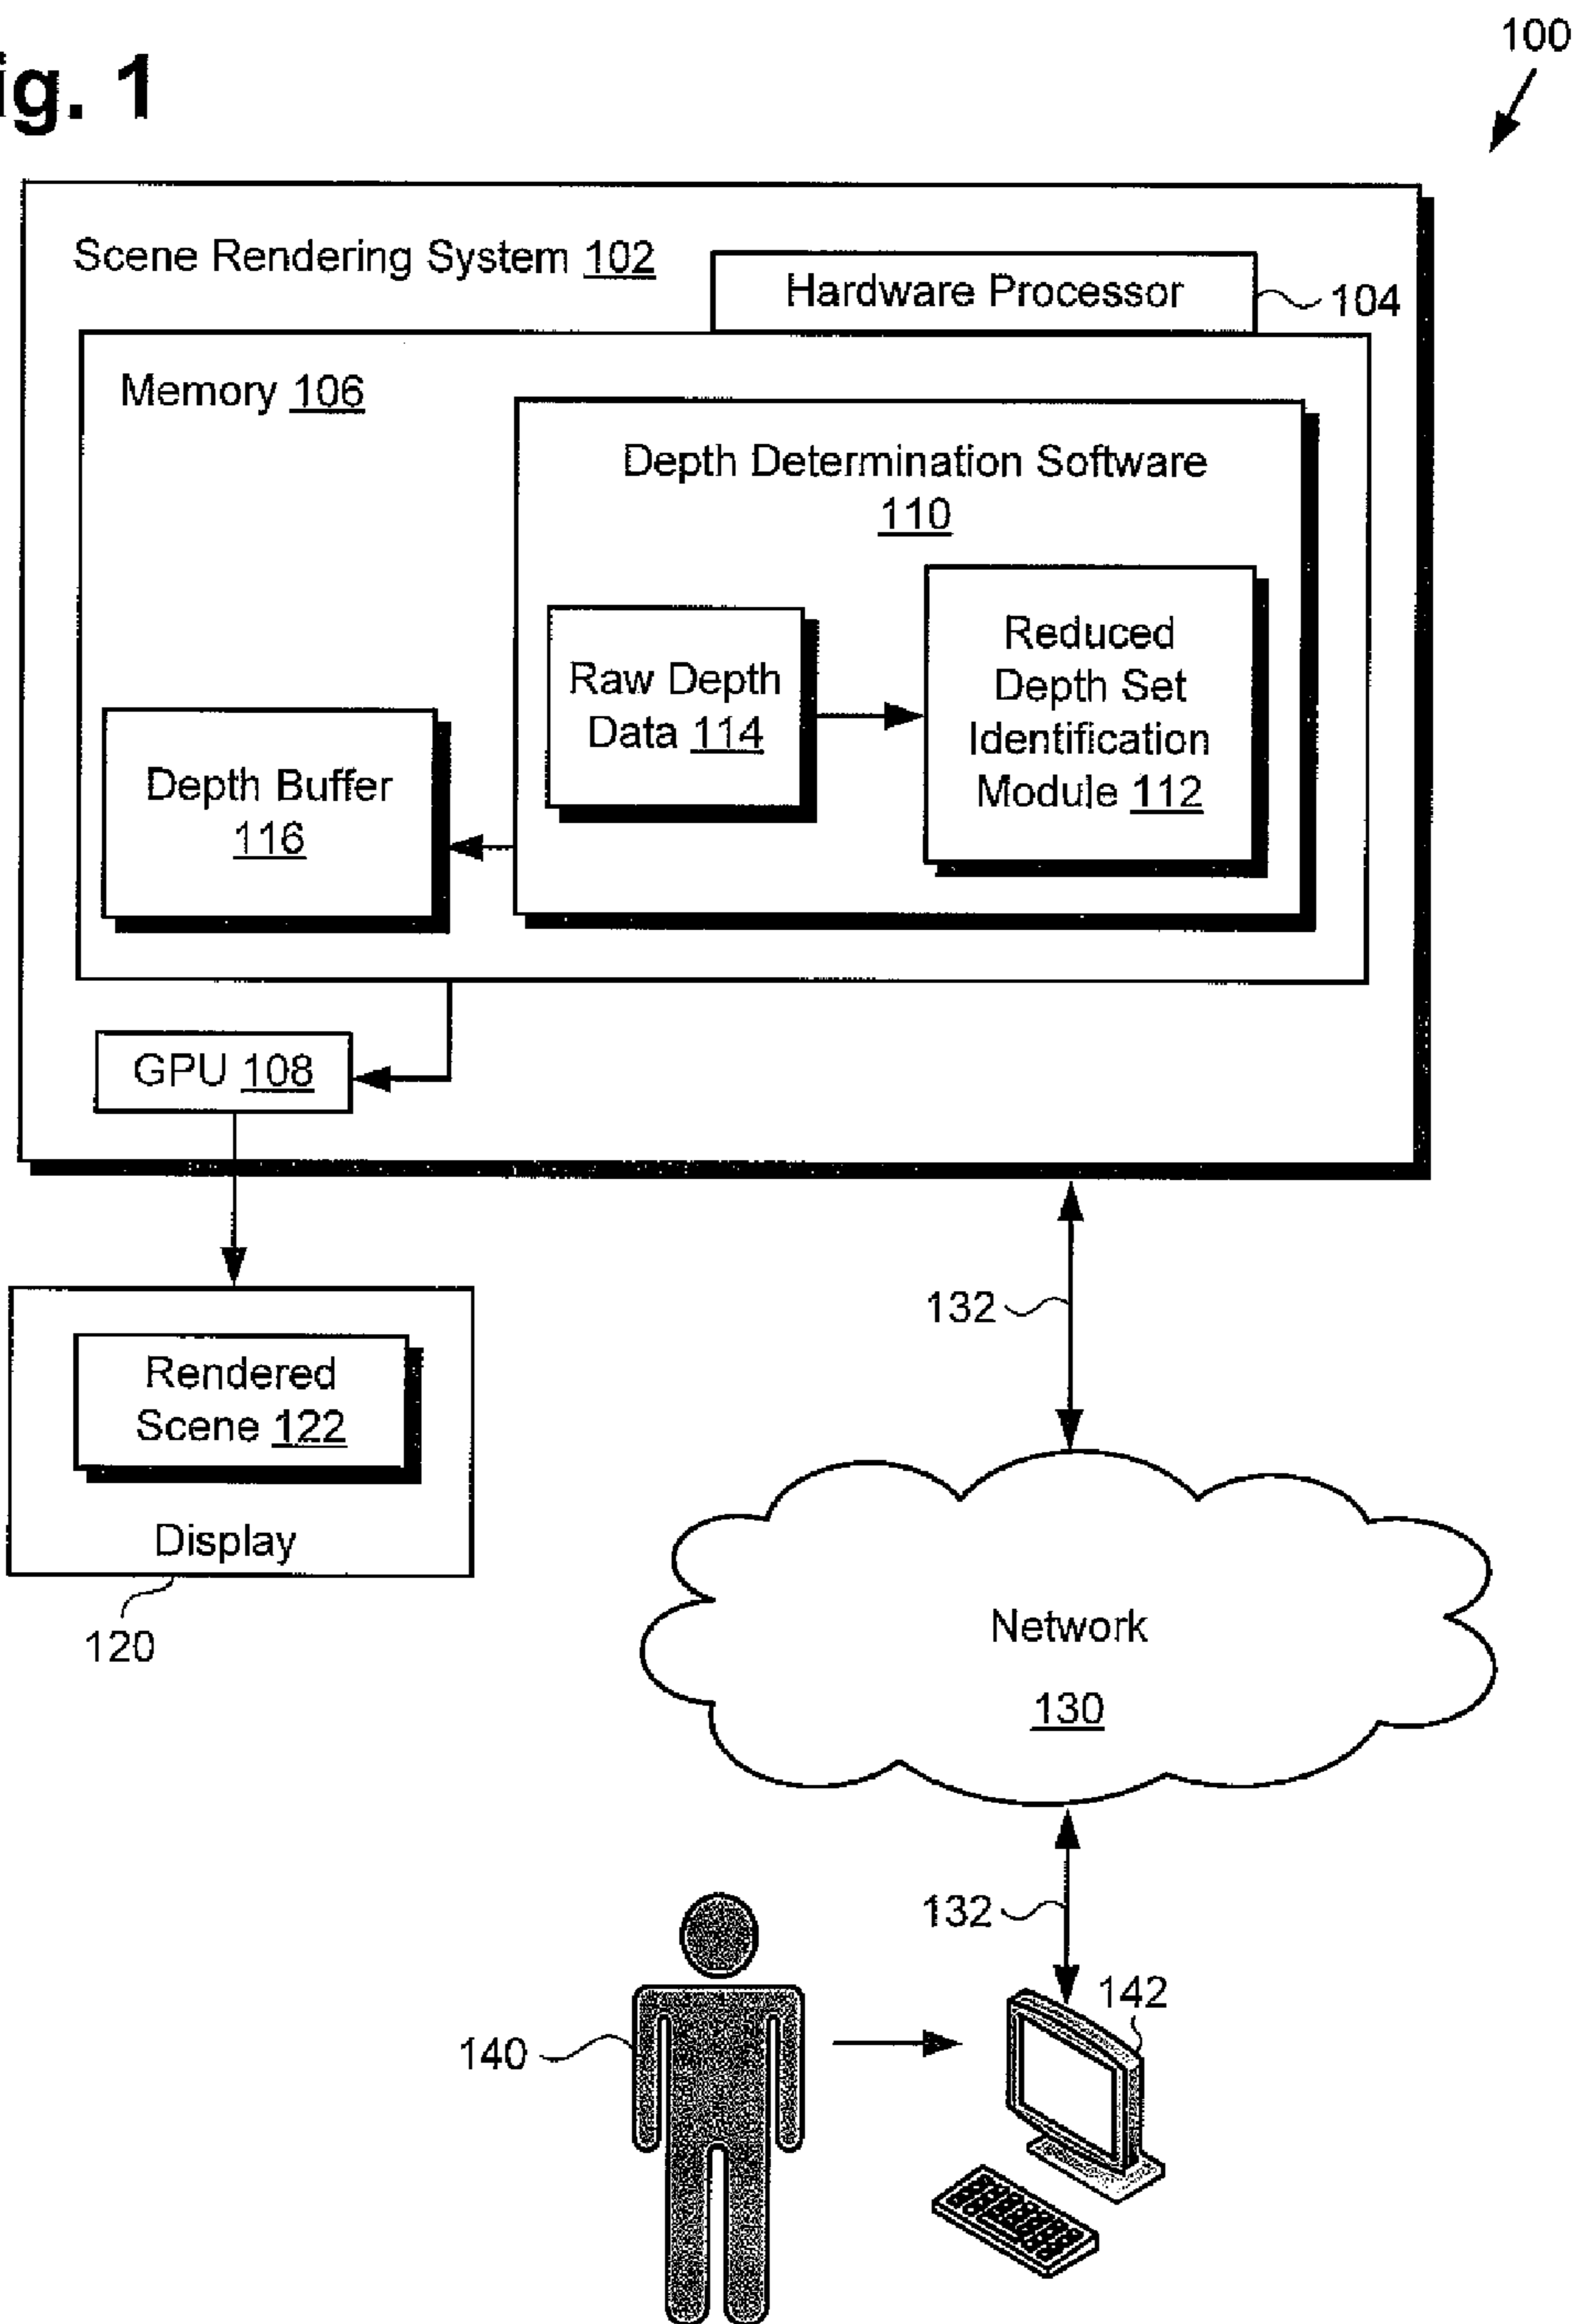 ig. 1
100
Scene Rendering System 102
Hardware Processor
104
Memory 106
Depth Determination Software
110
Raw Depth
Data 114
Reduced
Depth Set
Identification
Module 112
Depth Buffer
116
GPU 108
132
Rendered
Scene 122
Display
120
Network
130
132
142
140